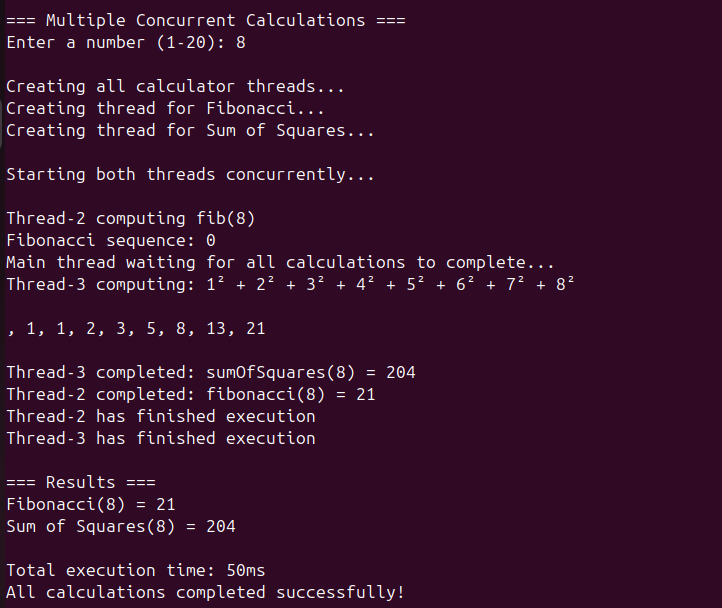 === Multiple Concurrent Calculations ===
Enter a number (1-20): 8
Creating all calculator threads...
Creating thread for Fibonacci...
Creating thread for Sum of Squares...
Starting both threads concurrently...
Thread-2 computing fib(8)
Fibonacci sequence: 0
Main thread waiting for all calculations to complete...
Thread-3 computing: 1² + 2² + 3² + 4² + 5² + 6² + 7² + 8²
, 1, 1, 2, 3, 5, 8, 13, 21
Thread-3 completed: sumOfSquares(8) = 204
Thread-2 completed: fibonacci(8) = 21
Thread-2 has finished execution
Thread-3 has finished execution
=== Results ===
Fibonacci(8) = 21
Sum of Squares(8) = 204
Total execution time: 50ms
All calculations completed successfully!